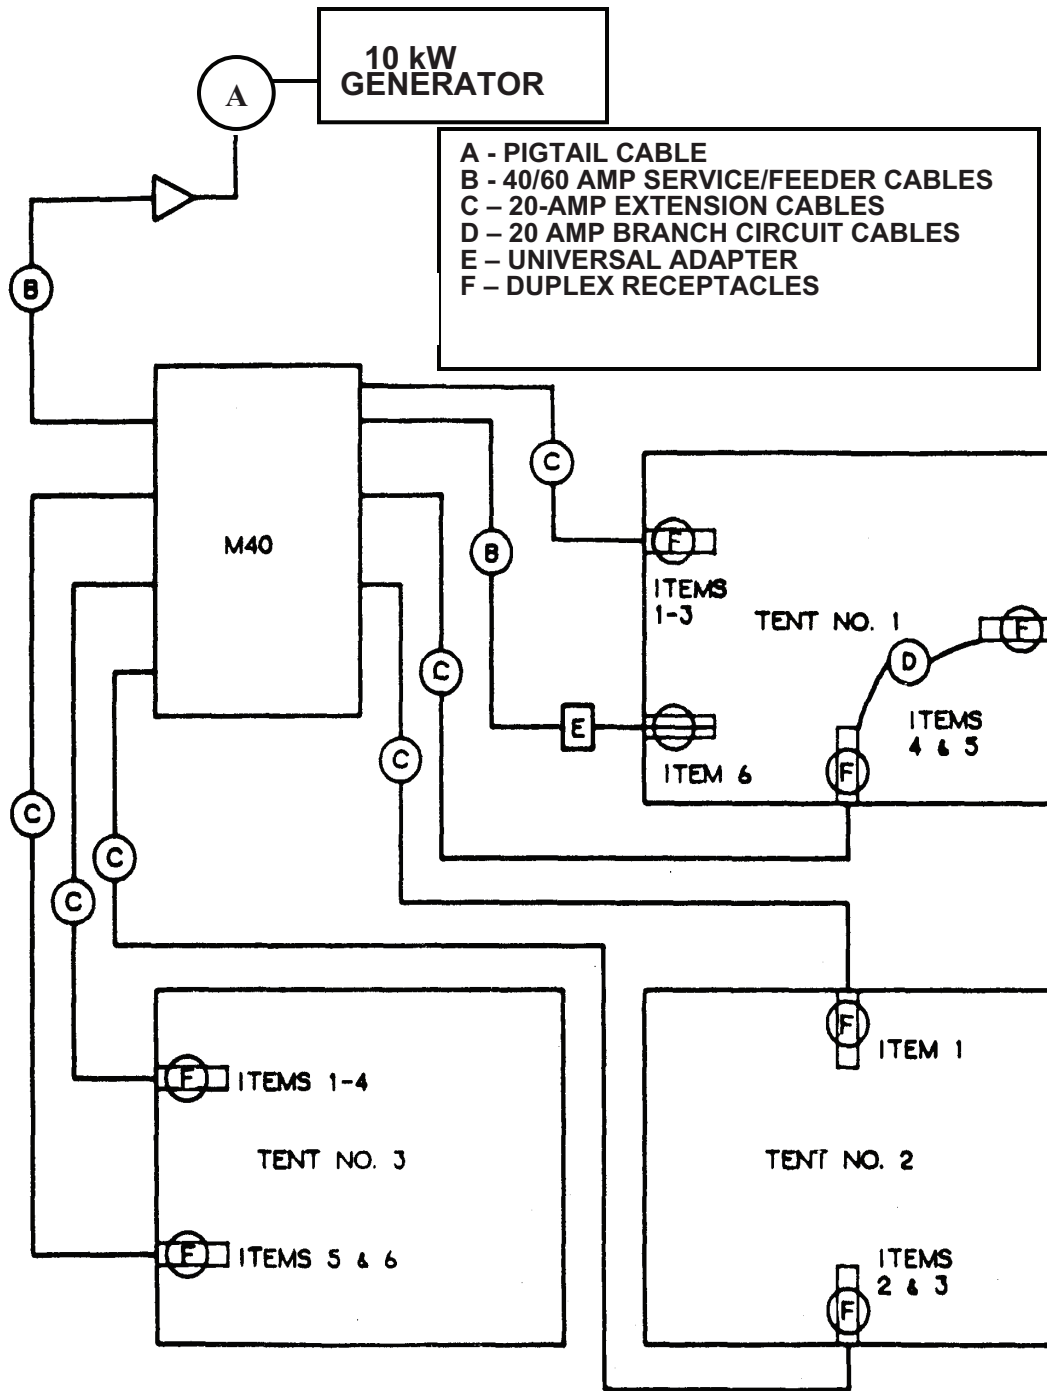 10 kW
GENERATOR
A
A - PIGTAIL CABLE
B - 40/60 AMP SERVICE/FEEDER CABLES
C – 20-AMP EXTENSION CABLES
D – 20 AMP BRANCH CIRCUIT CABLES
E – UNIVERSAL ADAPTER
F – DUPLEX RECEPTACLES
B
M40
C
F
ITEMS
1-3
TENT NO. 1
F
D
ITEMS
4 & 5
B
C
E
ITEM 6
F
C
C
C
C
F
ITEM 1
F
ITEMS 1-4
TENT NO. 3
TENT NO. 2
F
ITEMS 5 & 6
ITEMS
2 & 3
F